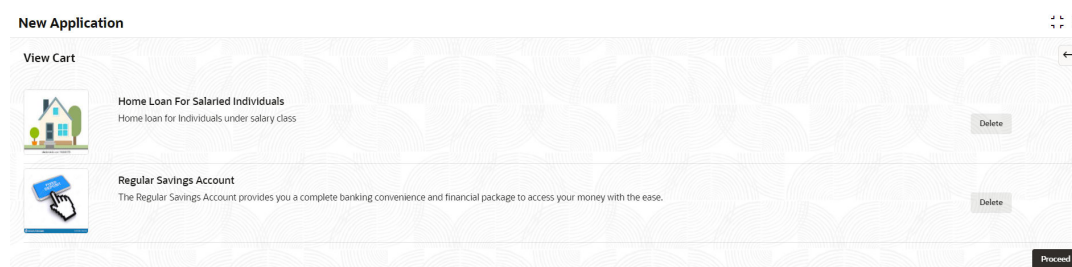 New Application
View Cart
Home Loan For Salaried Individuals
Home loan for Individuals under salary class
Delete
Regular Savings Account
The Regular Savings Account provides you a complete banking convenience and financial package to access your money with the ease.
Delete
Proceed